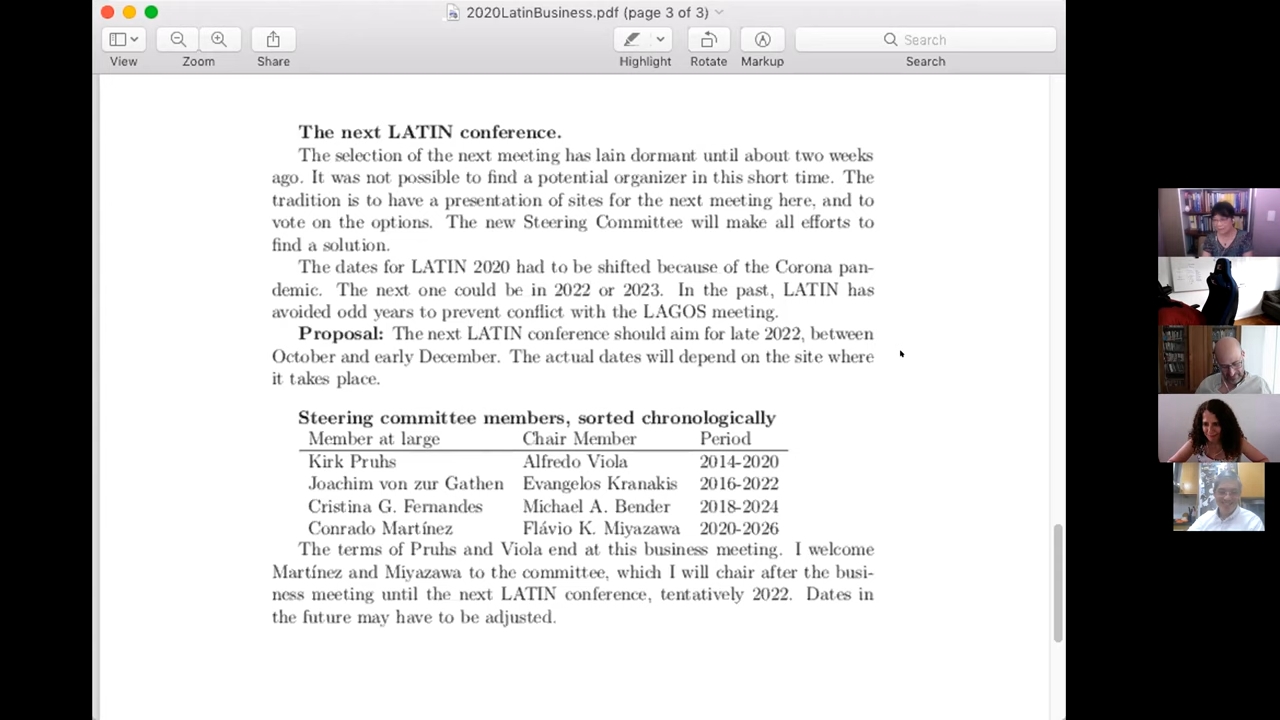 2020LatinBusiness.pdf (page 3 of 3)
View
Zoom
Share
Highlight
Rotate
Markup
Search
Search
The next LATIN conference.
The selection of the next meeting has lain dormant until about two weeks
ago. It was not possible to find a potential organizer in this short time. The
tradition is to have a presentation of sites for the next meeting here, and to
vote on the options. The new Steering Committee will make all efforts to
find a solution.
The dates for LATIN 2020 had to be shifted because of the Corona pan-
demic. The next one could be in 2022 or 2023. In the past, LATIN has
avoided odd years to prevent conflict with the LAGOS meeting.
Proposal: The next LATIN conference should aim for late 2022, between
October and early December. The actual dates will depend on the site where
it takes place.
Steering committee members, sorted chronologically
Member at large Chair Member Period
Kirk Pruhs Alfredo Viola 2014-2020
Joachim von zur Gathen Evangelos Kranakis 2016-2022
Cristina G. Fernandes Michael A. Bender 2018-2024
Conrado Martínez Flávio K. Miyazawa 2020-2026
The terms of Pruhs and Viola end at this business meeting. I welcome
Martínez and Miyazawa to the committee, which I will chair after the busi-
ness meeting until the next LATIN conference, tentatively 2022. Dates in
the future may have to be adjusted.